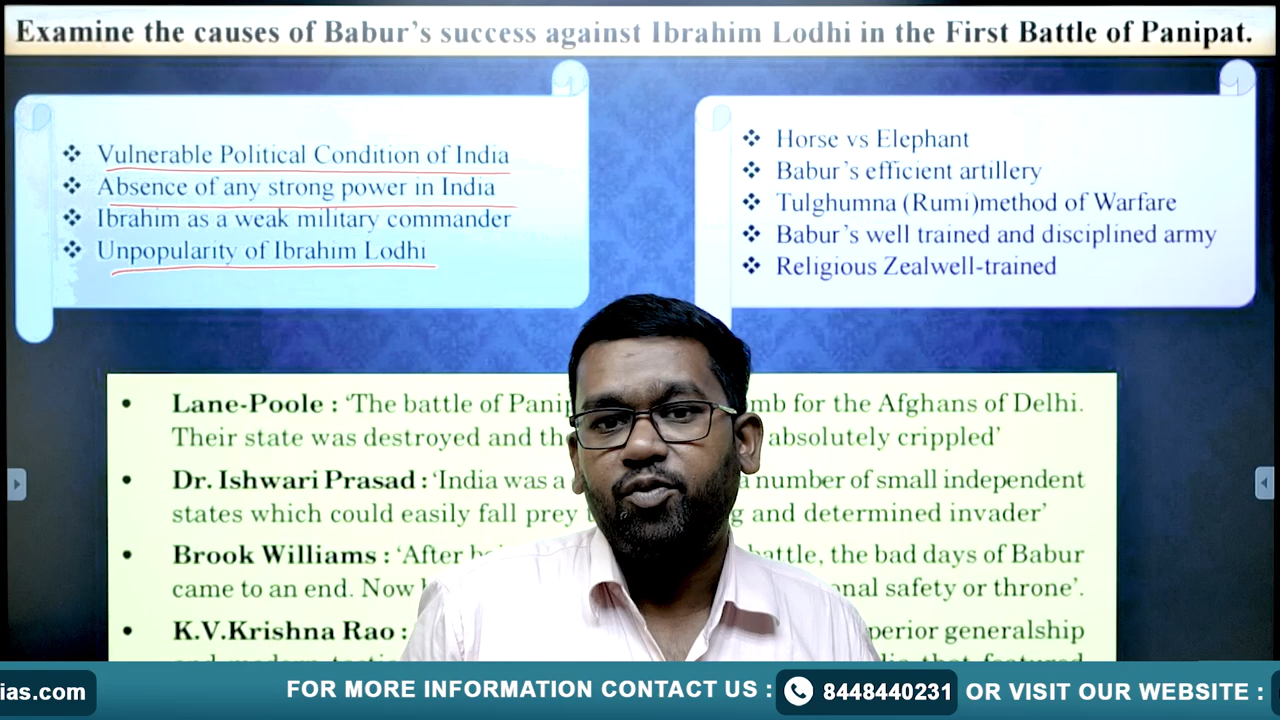 Examine the causes of Babur's success against Ibrahim Lodhi in the First Battle of Panipat.
❖ Vulnerable Political Condition of India
❖ Absence of any strong power in India
❖ Ibrahim as a weak military commander
❖ Unpopularity of Ibrahim Lodhi
❖ Horse vs Elephant
❖ Babur's efficient artillery
❖ Tulghumna (Rumi)method of Warfare
❖ Babur's well trained and disciplined army
❖ Religious Zealwell-trained
• Lane-Poole : 'The battle of for the Afghans of Delhi.
Their state was destroyed and absolutely crippled'
• Dr. Ishwari Prasad : 'India was a number of small independent
states which could easily fall prey and determined invader'
• Brook Williams : 'After battle, the bad days of Babur
came to an end. Now safety or throne'.
• K.V.Krishna Rao : generalship
ias.com
FOR MORE INFORMATION CONTACT US : 8448440231 OR VISIT OUR WEBSITE :